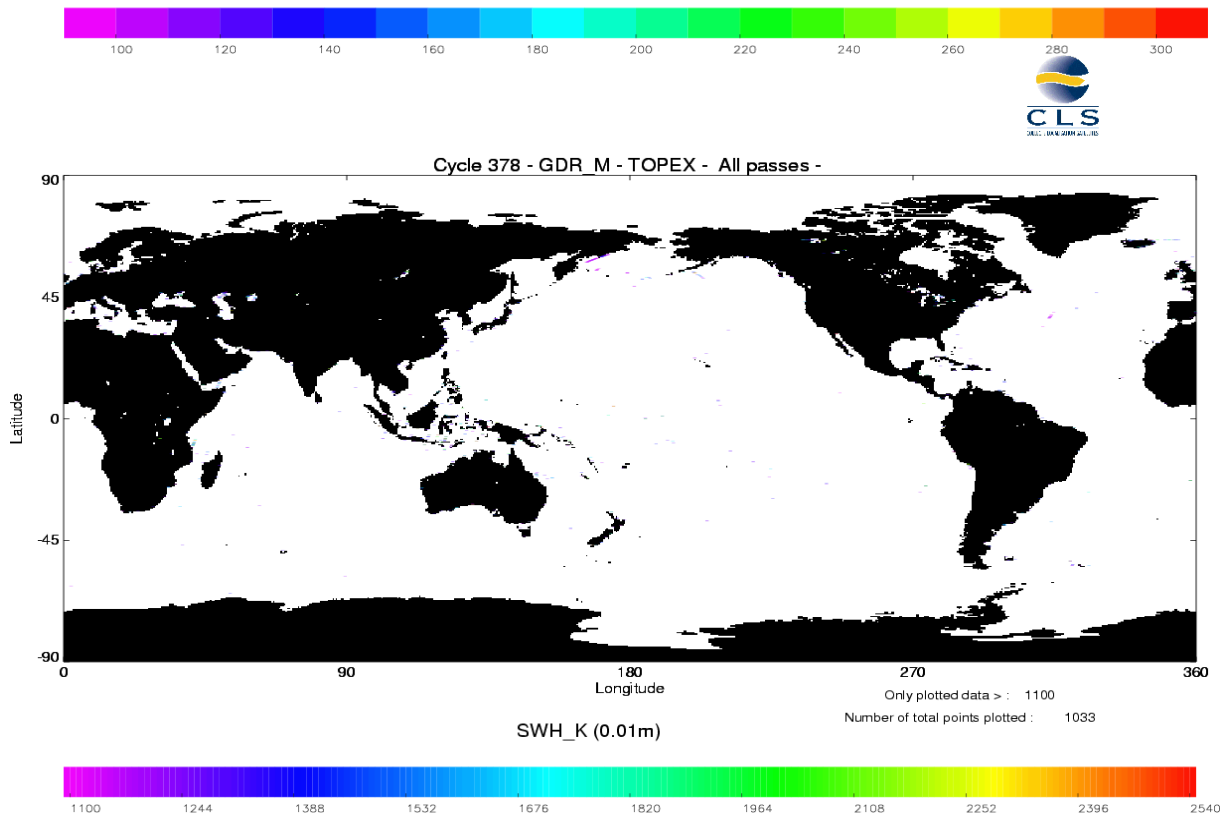 100 120 140 160 180 200 220 240 260 280 300
CLS
Cycle 378 - GDR_M - TOPEX - All passes -
90
45
0
-45
-90
Latitude
0 90 180 270 360
Longitude
Only plotted data > : 1100
Number of total points plotted : 1033
SWH_K (0.01m)
1100 1244 1388 1532 1676 1820 1964 2108 2252 2396 2540